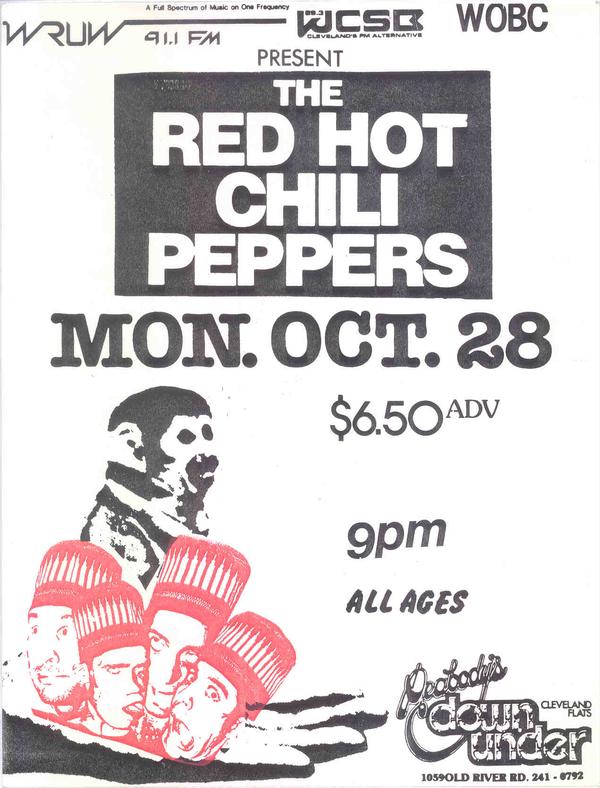 A Full Spectrum of Music on One Frequency
WRUW 91.1 FM
89.3 WCSB
CLEVELAND'S FM ALTERNATIVE
WOBC
PRESENT
THE
RED HOT
CHILI
PEPPERS
MON. OCT. 28
$6.50 ADV
9pm
ALL AGES
Peabody's
down
under
CLEVELAND
FLATS
1059 OLD RIVER RD. 241-0792